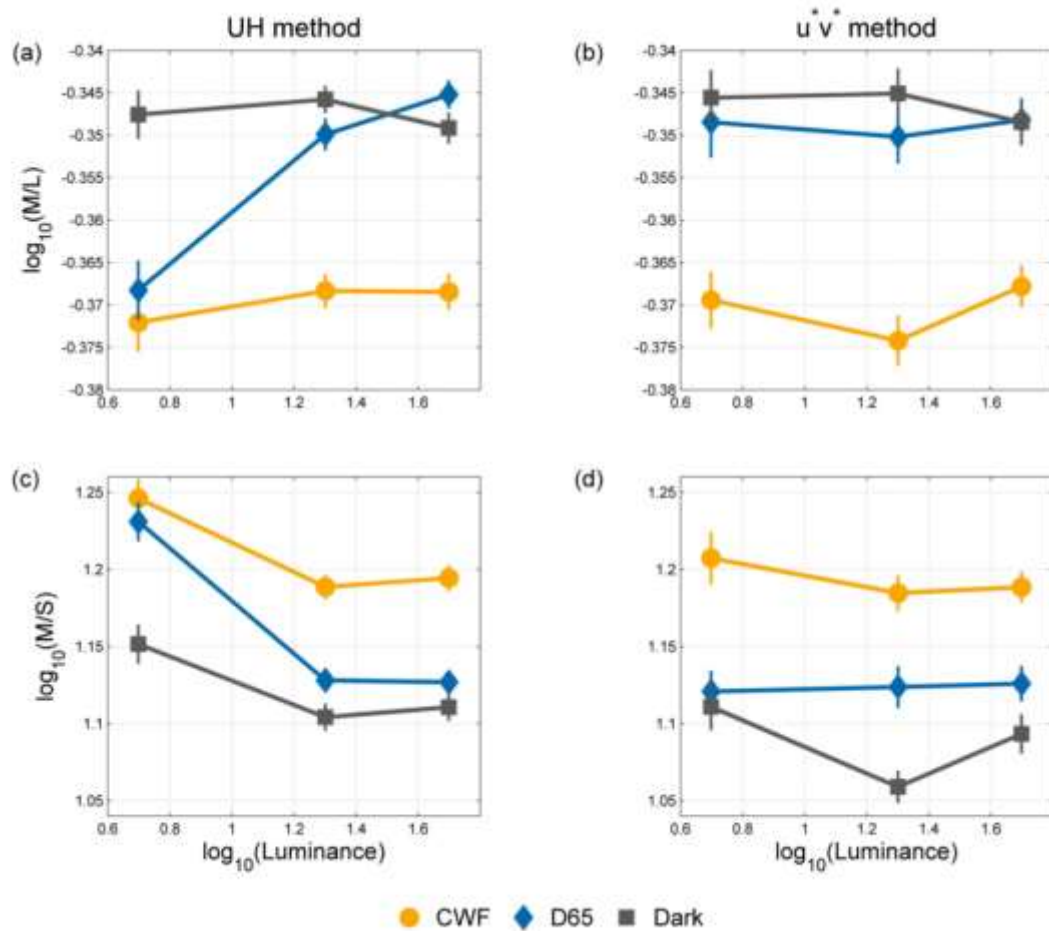 UH method
u*v* method
(a)
-0.34
-0.345
-0.35
-0.355
-0.36
-0.365
-0.37
-0.375
-0.38
log10(M/L)
0.6 0.8 1 1.2 1.4 1.6
(b)
-0.34
-0.345
-0.35
-0.355
-0.36
-0.365
-0.37
-0.375
-0.38
0.6 0.8 1 1.2 1.4 1.6
(c)
1.25
1.2
1.15
1.1
1.05
log10(M/S)
0.6 0.8 1 1.2 1.4 1.6
log10(Luminance)
(d)
1.25
1.2
1.15
1.1
1.05
0.6 0.8 1 1.2 1.4 1.6
log10(Luminance)
CWF D65 Dark